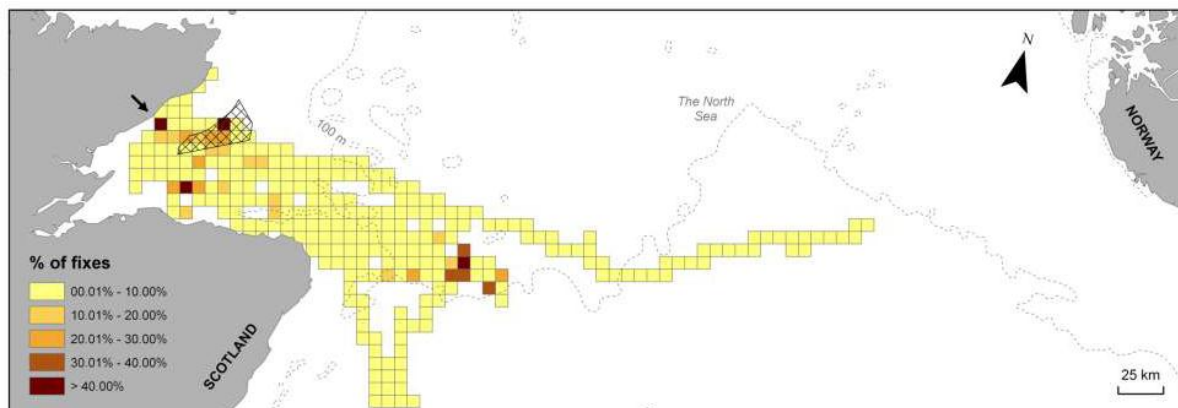 N
The North
Sea
100 m
NORWAY
% of fixes
00.01% - 10.00%
10.01% - 20.00%
20.01% - 30.00%
30.01% - 40.00%
> 40.00%
SCOTLAND
25 km